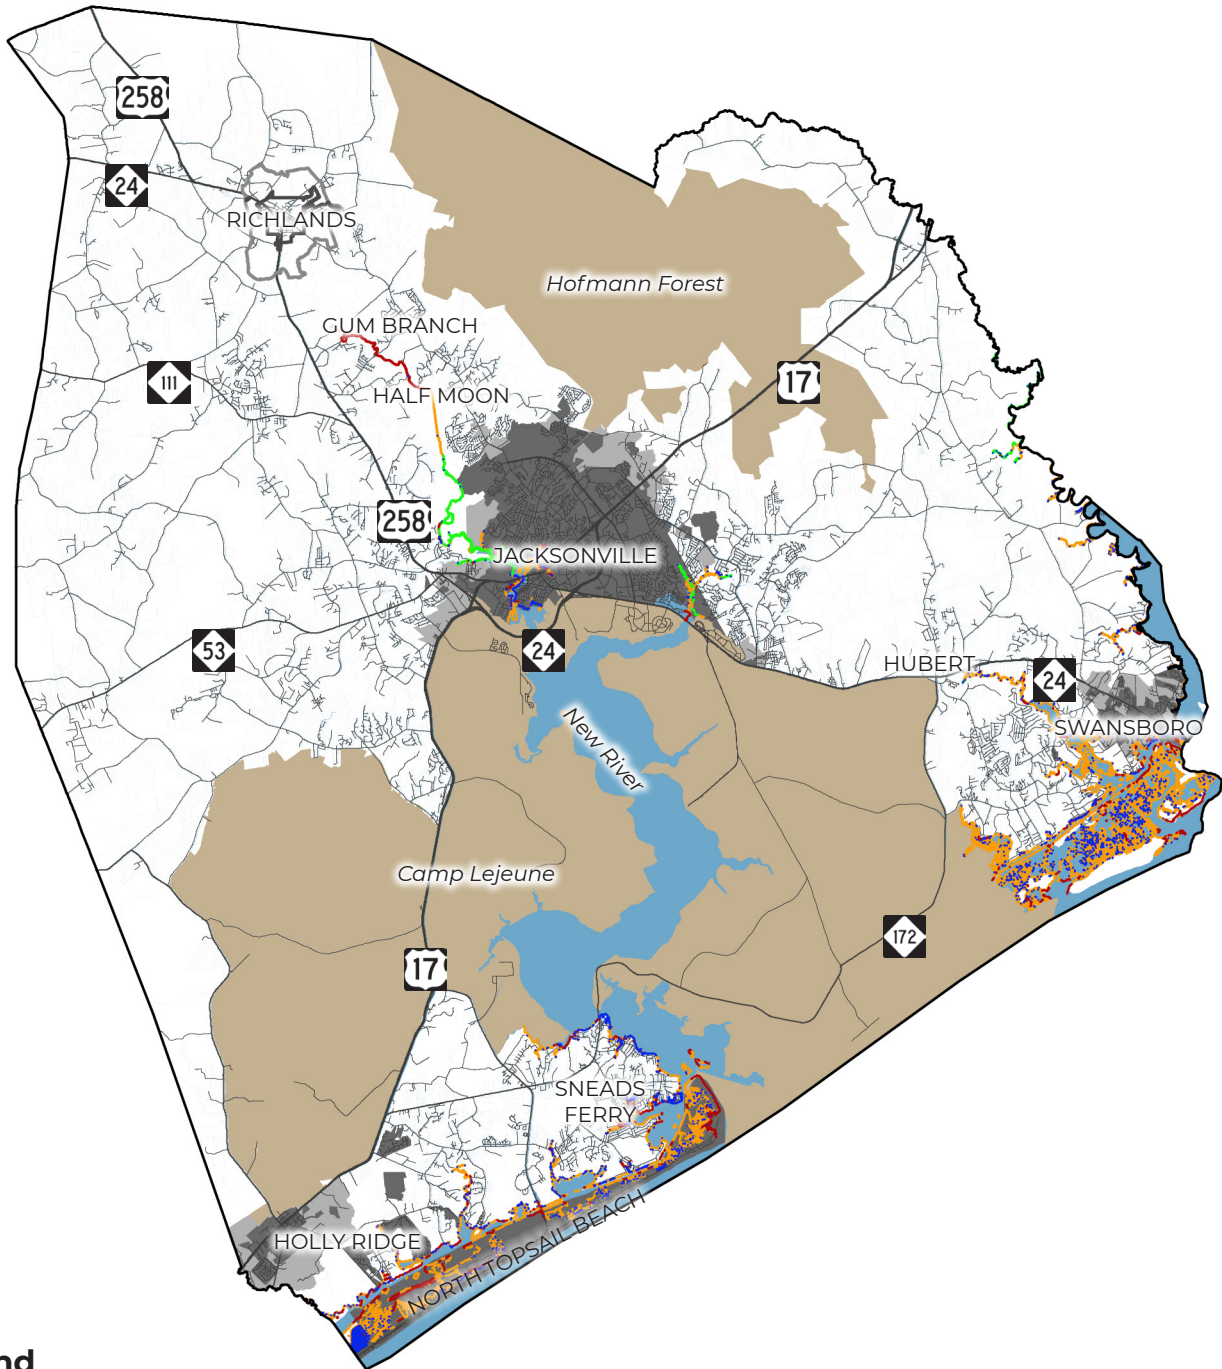 258
24
RICHLANDS
Hofmann Forest
GUM BRANCH
111
17
HALF MOON
258
JACKSONVILLE
53
24
HUBERT
24
New River
SWANSBORO
Camp Lejeune
172
17
SNEADS
FERRY
HOLLY RIDGE
NORTH TOPSAIL BEACH
nd